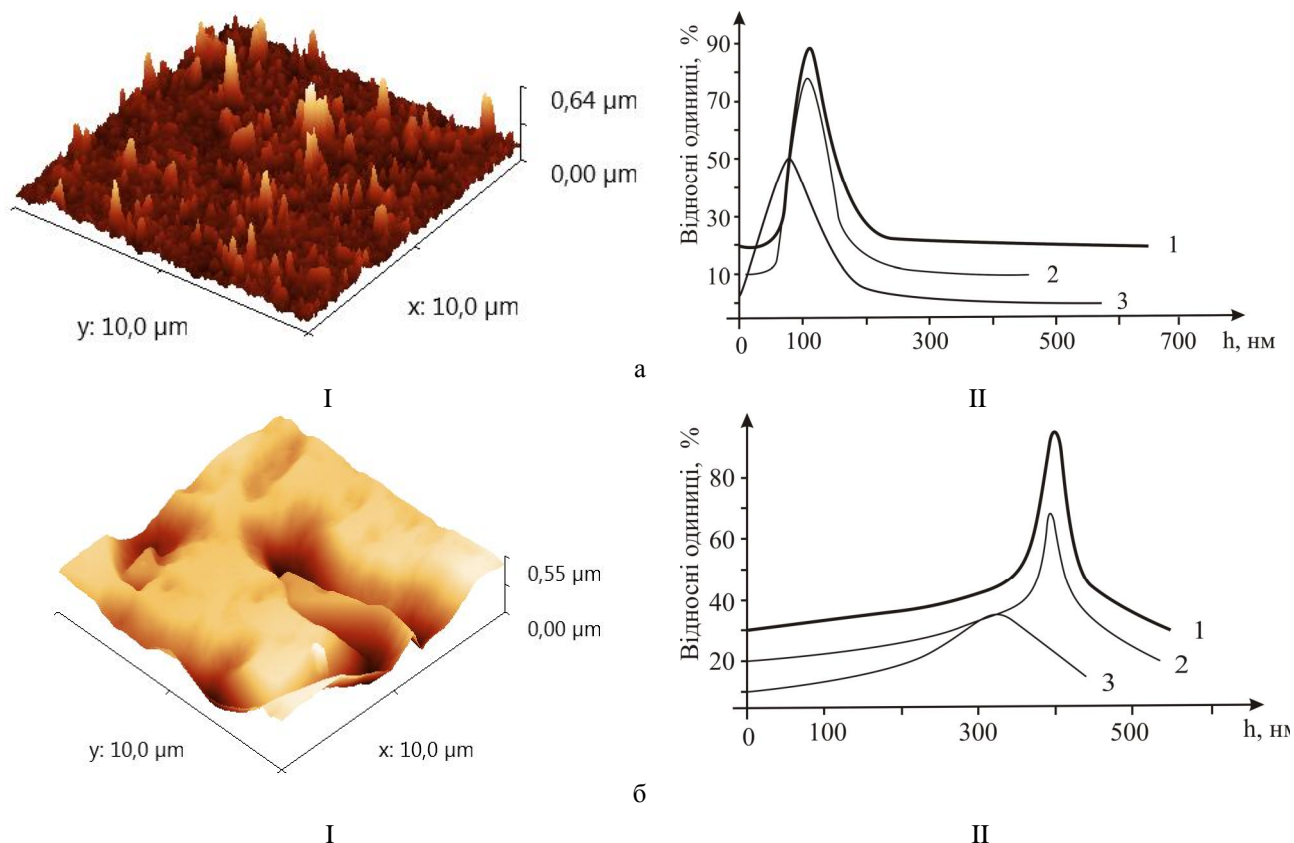 0,64 µm
0,00 µm
x: 10,0 µm
y: 10,0 µm
Відносні одиниці, %
90
70
50
30
10
1
2
3
0
100
300
500
700
h, нм
а
I
II
0,55 µm
0,00 µm
x: 10,0 µm
y: 10,0 µm
Відносні одиниці, %
80
60
40
20
1
2
3
0
100
300
500
h, нм
б
I
II